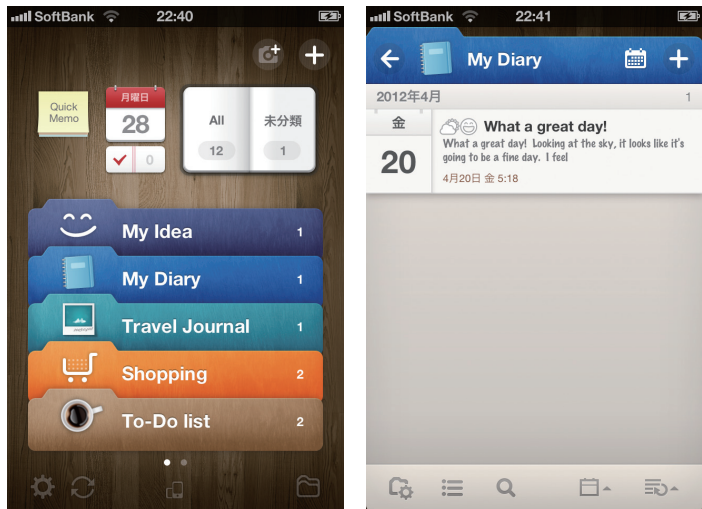 SoftBank 22:40
Quick
Memo
月曜日
28
0
All
12
未分類
1
My Idea 1
My Diary 1
Travel Journal 1
Shopping 2
To-Do list 2
SoftBank 22:41
My Diary
2012年4月 1
金
20
What a great day!
What a great day! Looking at the sky, it looks like it's
going to be a fine day. I feel
4月20日 金 5:18